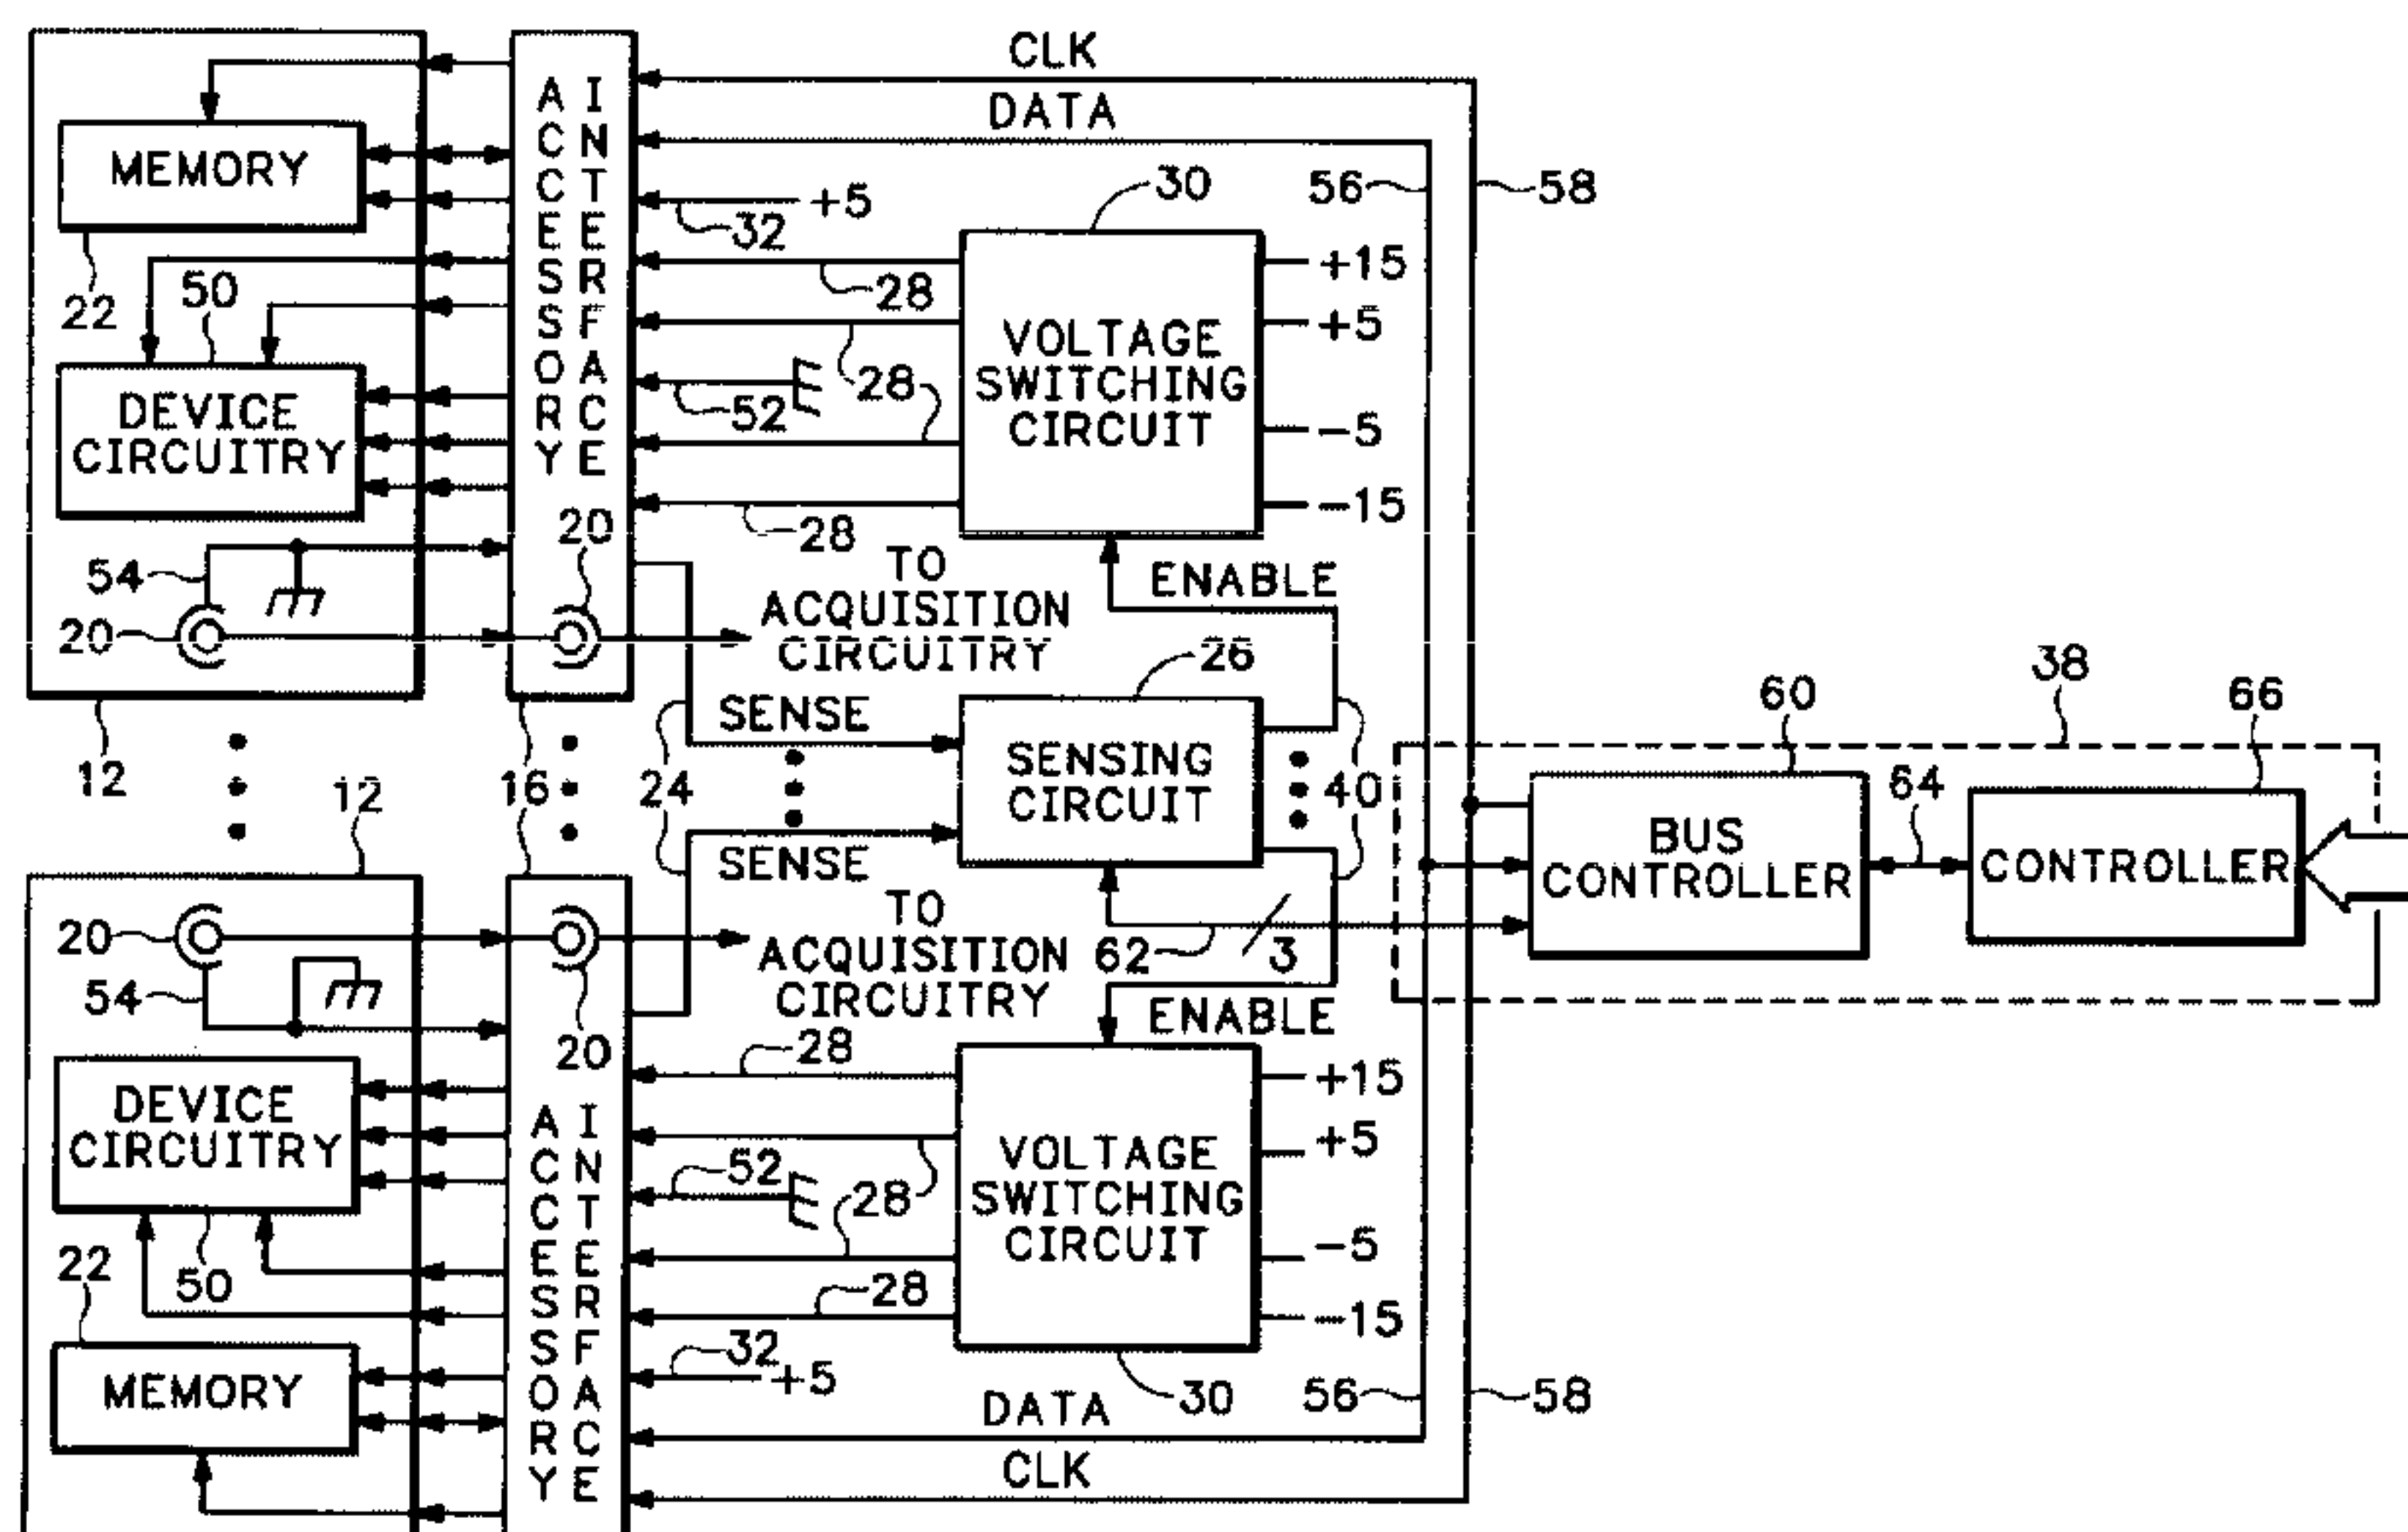 CLK
DATA
ACCESSORY
INTERFACE
MEMORY
+5
30
56
58
32
22
50
28
+15
+5
VOLTAGE
SWITCHING
CIRCUIT
28
52
-5
DEVICE
CIRCUITRY
-15
20
28
TO
ACQUISITION
CIRCUITRY
ENABLE
54
20
26
38
60
66
12
SENSE
SENSING
CIRCUIT
12
16
24
40
64
BUS
CONTROLLER
CONTROLLER
SENSE
TO
ACQUISITION
CIRCUITRY
20
62
3
54
ENABLE
20
28
+15
DEVICE
CIRCUITRY
ACCESSORY
INTERFACE
+5
52
VOLTAGE
SWITCHING
CIRCUIT
28
22
50
-5
28
-15
32
+5
MEMORY
30
56
58
DATA
CLK